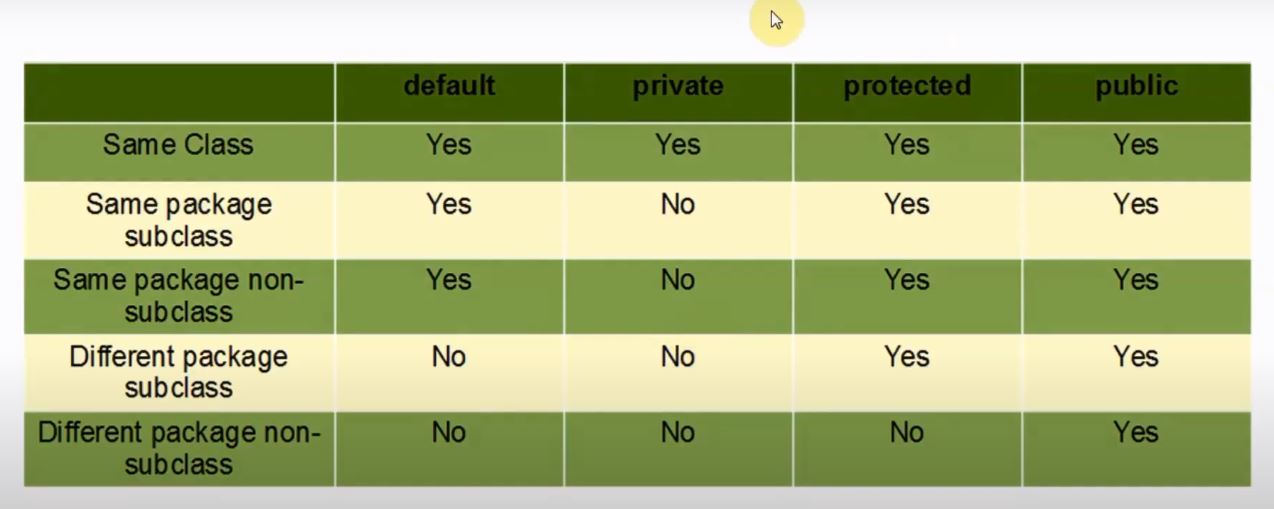 default private protected public
Same Class Yes Yes Yes Yes
Same package Yes No Yes Yes
subclass
Same package non- Yes No Yes Yes
subclass
Different package No No Yes Yes
subclass
Different package non- No No No Yes
subclass